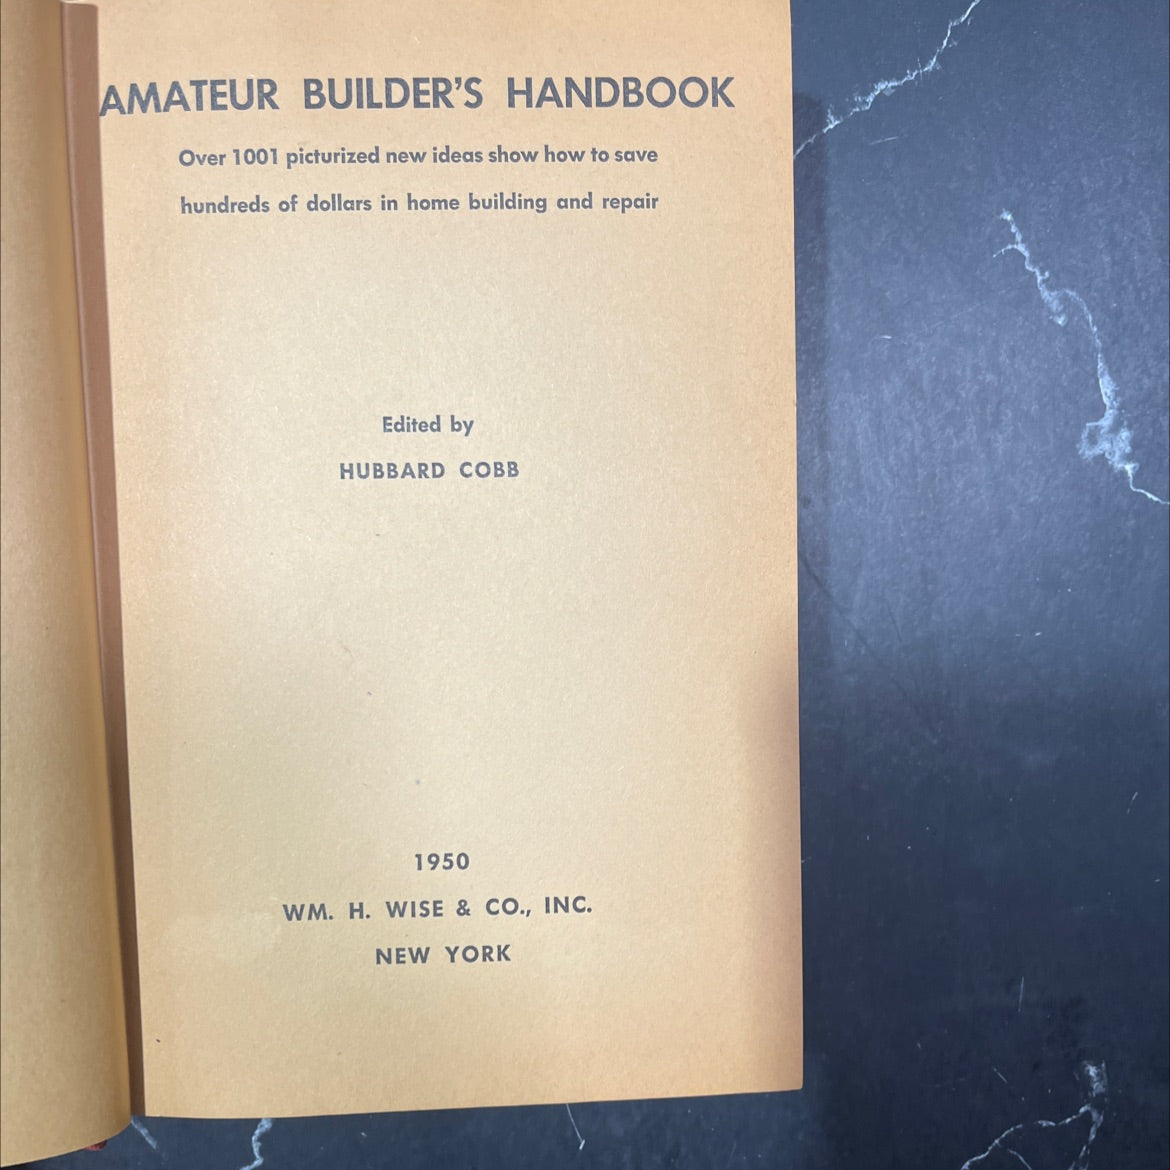 AMATEUR BUILDER'S HANDBOOK
Over 1001 picturized new ideas show how to save
hundreds of dollars in home building and repair
Edited by
HUBBARD COBB
1950
WM. H. WISE & CO., INC.
NEW YORK